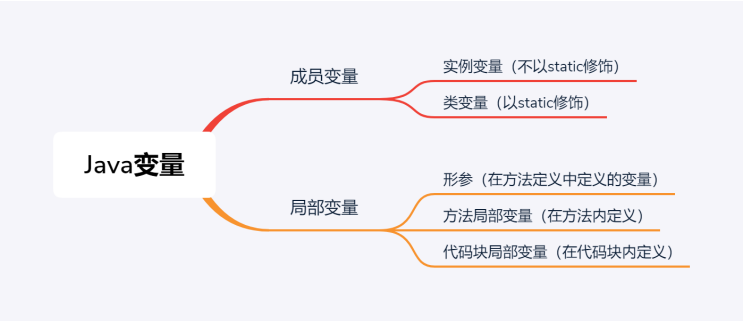 Java变量
成员变量
实例变量（不以static修饰）
类变量（以static修饰）
局部变量
形参（在方法定义中定义的变量）
方法局部变量（在方法内定义）
代码块局部变量（在代码块内定义）